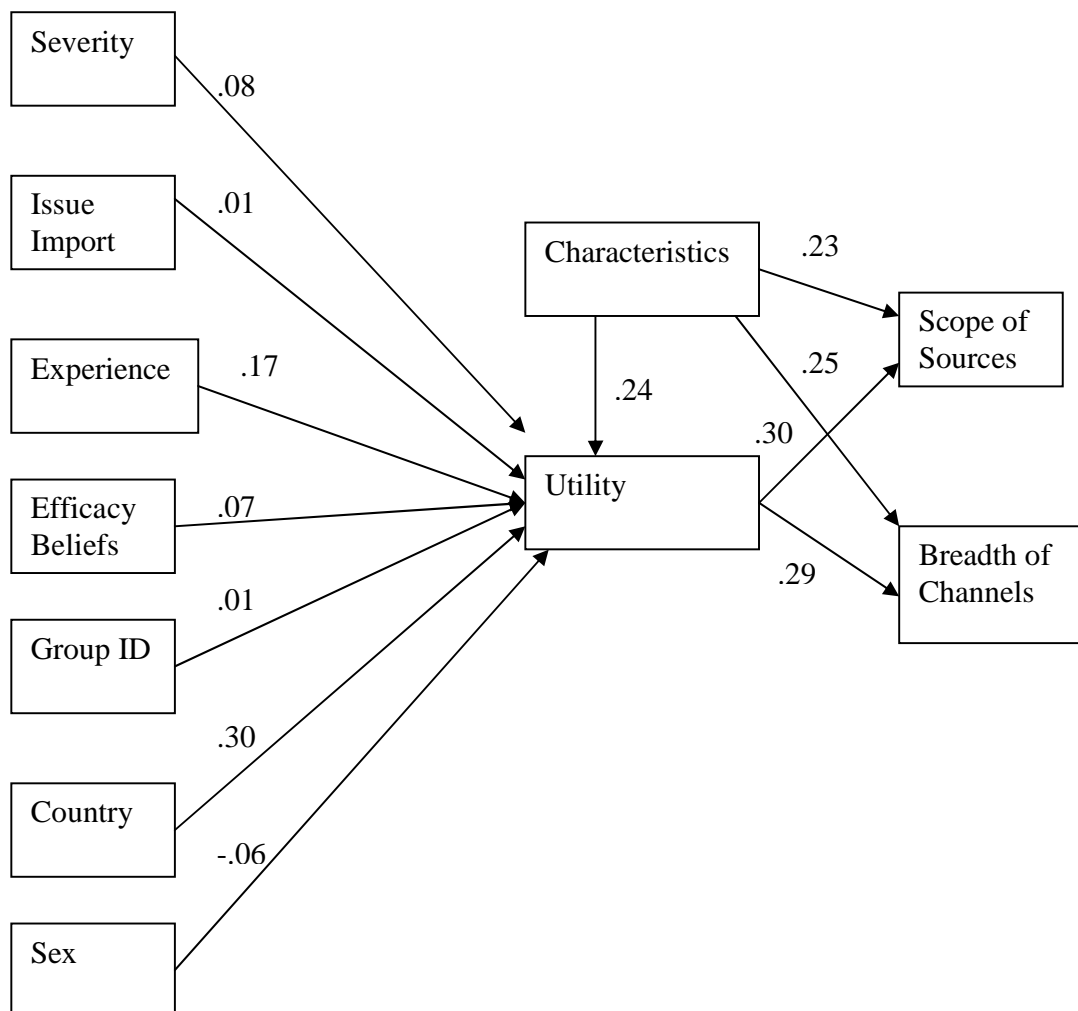 Severity
.08
Issue
Import
.01
Experience
.17
Efficacy
Beliefs
.07
Group ID
.01
Country
.30
Sex
-.06
Characteristics
.23
.24
.25
Utility
.30
.29
Scope of
Sources
Breadth of
Channels